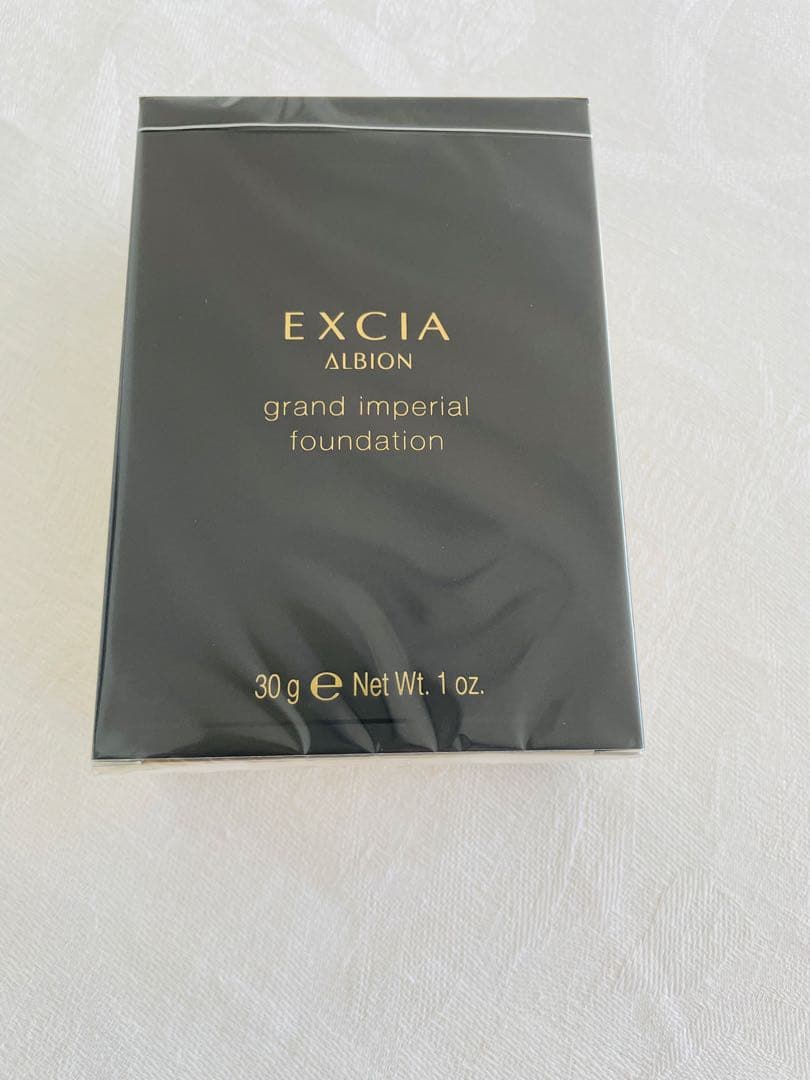 EXCIA
ALBION
grand imperial
foundation
30 g ℮ Net Wt. 1 oz.